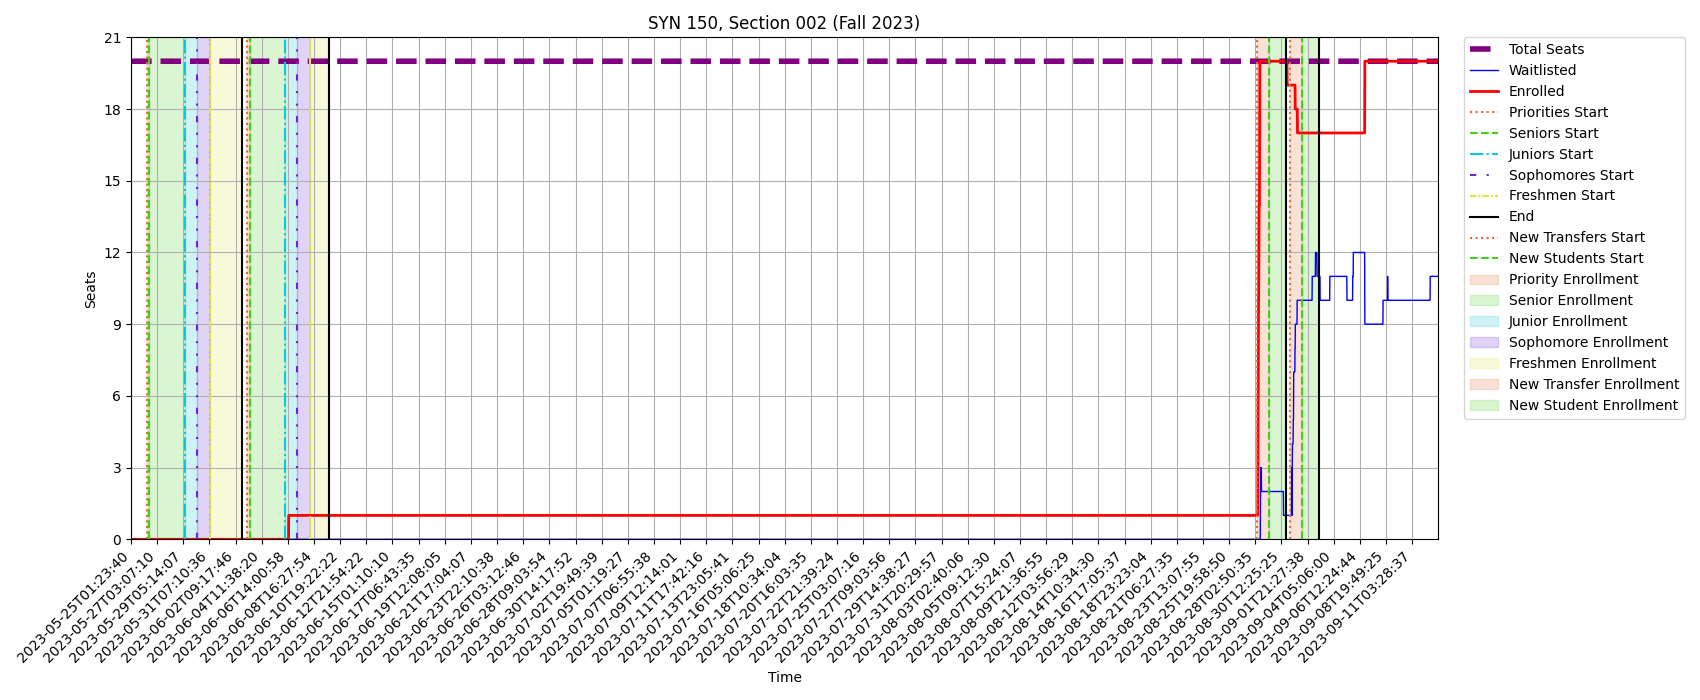 SYN 150, Section 002 (Fall 2023)
Seats
21
18
15
12
9
6
3
0
2023-05-25T01:23:40
2023-05-27T03:07:10
2023-05-29T05:14:07
2023-05-31T07:10:36
2023-06-02T09:17:46
2023-06-04T11:38:20
2023-06-06T14:00:58
2023-06-08T16:27:54
2023-06-10T19:22:22
2023-06-12T21:54:22
2023-06-15T01:10:10
2023-06-17T06:43:35
2023-06-19T12:08:05
2023-06-21T17:04:07
2023-06-23T22:10:38
2023-06-26T03:12:46
2023-06-28T09:03:54
2023-06-30T14:17:52
2023-07-02T19:49:39
2023-07-05T01:19:27
2023-07-07T06:55:38
2023-07-09T12:14:01
2023-07-11T17:42:16
2023-07-13T23:05:41
2023-07-16T05:06:25
2023-07-18T10:34:04
2023-07-20T16:03:35
2023-07-22T21:39:24
2023-07-25T03:07:16
2023-07-27T09:03:56
2023-07-29T14:38:27
2023-07-31T20:29:57
2023-08-03T02:40:06
2023-08-05T09:12:30
2023-08-07T15:24:07
2023-08-09T21:36:55
2023-08-12T03:56:29
2023-08-14T10:34:30
2023-08-16T17:05:37
2023-08-18T23:23:04
2023-08-21T06:27:35
2023-08-23T13:07:55
2023-08-25T19:58:50
2023-08-28T02:50:35
2023-08-30T12:25:25
2023-09-01T21:27:38
2023-09-04T05:06:00
2023-09-06T12:24:44
2023-09-08T19:49:25
2023-09-11T03:28:37
Time
Total Seats
Waitlisted
Enrolled
Priorities Start
Seniors Start
Juniors Start
Sophomores Start
Freshmen Start
End
New Transfers Start
New Students Start
Priority Enrollment
Senior Enrollment
Junior Enrollment
Sophomore Enrollment
Freshmen Enrollment
New Transfer Enrollment
New Student Enrollment